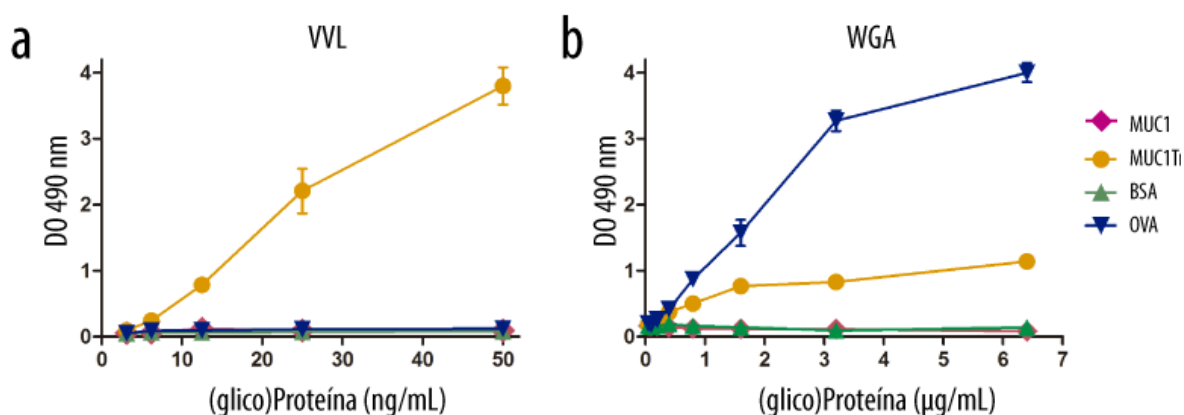 a
VVL
DO 490 nm
4
3
2
1
0
0 10 20 30 40 50
(glico)Proteína (ng/mL)
b
WGA
DO 490 nm
4
3
2
1
0
0 1 2 3 4 5 6 7
(glico)Proteína (µg/mL)
MUC1
MUC1Tr
BSA
OVA